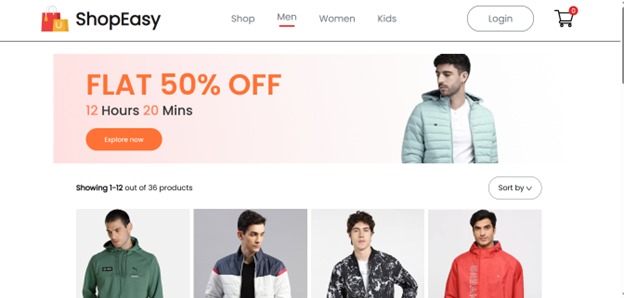 ShopEasy
Shop
Men
Women
Kids
Login
0
FLAT 50% OFF
12 Hours 20 Mins
Explore now
Showing 1-12 out of 36 products
Sort by